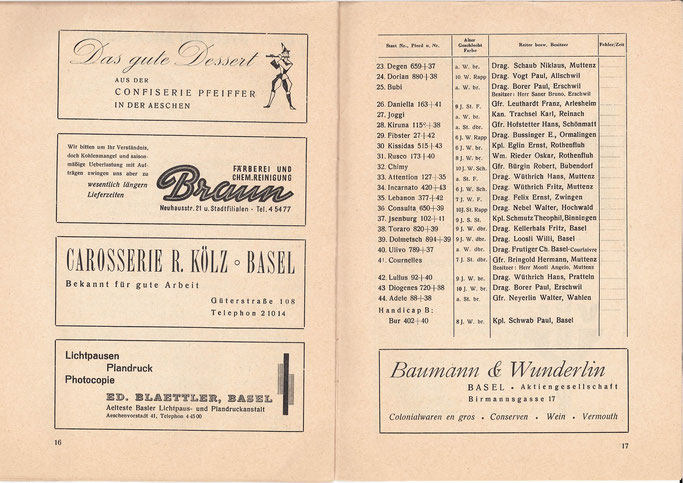 Das gute Dessert
AUS DER
CONFISERIE PFEIFFER
IN DER AESCHEN
Wir bitten um Ihr Verständnis,
doch Kohlenmangel und saison-
mäßige Ueberlastung mit Auf-
trägen zwingen uns aber zu
wesentlich längern
Lieferzeiten
FÄRBEREI UND
CHEM.REINIGUNG
Braun
Neuhausstr. 21 u. Stadtfilialen - Tel. 4 54 77
CAROSSERIE R. KÖLZ • BASEL
Bekannt für gute Arbeit
Güterstraße 108
Telephon 21014
Lichtpausen
Plandruck
Photocopie
ED. BLAETTLER, BASEL
Aelteste Basler Lichtpaus- und Plandruckanstalt
Aeschenvorstadt 41, Telephon 4 45 00
16
Start Nr., Pferd u. Nr. Alter Geschlecht Farbe Reiter bezw. Besitzer Fehler/Zeit
23. Degen 659+37 a. W. br. Drag. Schaub Niklaus, Muttenz
24. Dorian 880+38 10. W. Rapp Drag. Vogt Paul, Allschwil
25. Bubi a. W. br. Drag. Borer Paul, Erschwil
Besitzer: Herr Saner Bruno, Erschwil
26. Daniella 163+41 9 J. St. F. Gfr. Leuthardt Franz, Arlesheim
27. Joggi a. W. br. Kan. Trachsel Karl, Reinach
28. Kiruna +38 a. St. dbr. Gfr. Hofstetter Hans, Schönmatt
29. Fibster 27+42 6 J. W. Rapp Drag. Bussinger E., Ormalingen
30. Kissidas 515+43 6 J. W. br. Kpl. Eglin Ernst, Rothenfluh
31. Rusco 173+40 8 J. W. br. Wm. Rieder Oskar, Rothenfluh
32. Chimy 10 J. W. Sch. Gfr. Bürgin Robert, Bubendorf
33. Attention 127+35 a. St. F. Drag. Wüthrich Hans, Muttenz
34. Incarnato 420+43 6 J. W. Sch. Drag. Wüthrich Fritz, Muttenz
35. Lebanon 377+42 7 J. W. F. Drag. Felix Ernst, Zwingen
36. Consulta 650+39 10J. St. Rapp Drag. Nebel Walter, Hochwald
37. Jsenburg 102+41 9 J. S. St. Kpl. Schmutz Theophil, Binningen
38. Toraro 820+39 9 J. W. dbr. Drag. Kellerhals Fritz, Basel
39. Dolmetsch 894+39 9 J. W. dbr. Drag. Loosli Willi, Basel
40. Ulivo 789+37 a. W. dbr. Drag. Frutiger Ch. Basel-
41. Cournelles 7 J. St. dbr. Gfr. Bringold Hermann, Muttenz
Besitzer: Herr Monti Angelo, Muttenz
42. Lullus 92+40 9 J. W. br. Drag. Wüthrich Hans, Pratteln
43 Diogenes 720+38 10 J. W. br. Drag. Borer Paul, Erschwil
44. Adele 88+38 a. St. br. Gfr. Neyerlin Walter, Wahlen
Handicap B:
Bur 402+40 8 J. W. br. Kpl. Schwab Paul, Basel
Baumann & Wunderlin
BASEL • Aktiengesellschaft
Birmannsgasse 17
Colonialwaren en gros • Conserven • Wein • Vermouth
17